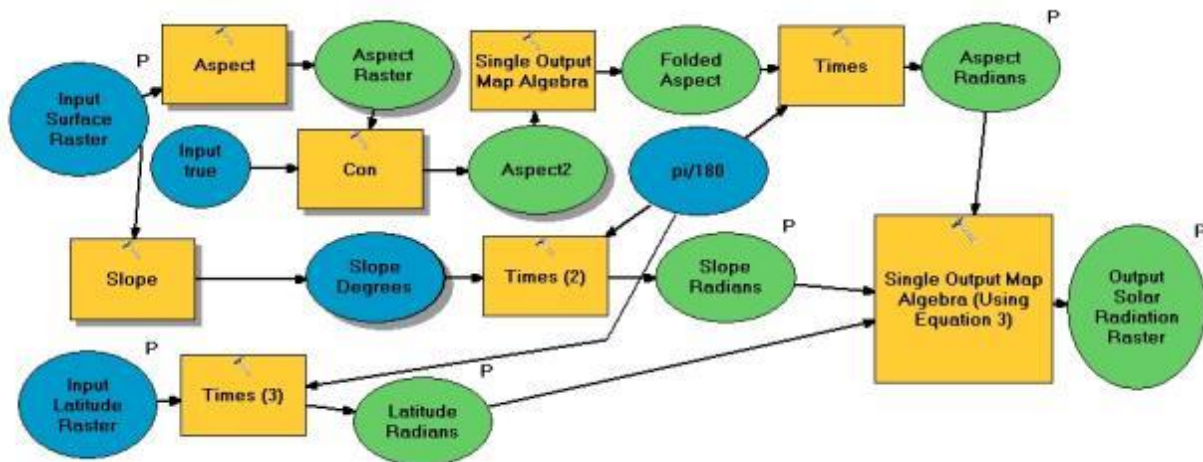 P
Aspect
Aspect
Raster
Single Output
Map Algebra
Folded
Aspect
Times
P
Aspect
Radians
Input
Surface
Raster
Input
true
Con
Aspect2
pi/180
Slope
Slope
Degrees
Times (2)
P
Slope
Radians
Single Output Map
Algebra (Using
Equation 3)
P
Output
Solar
Radiation
Raster
P
Input
Latitude
Raster
Times (3)
P
Latitude
Radians